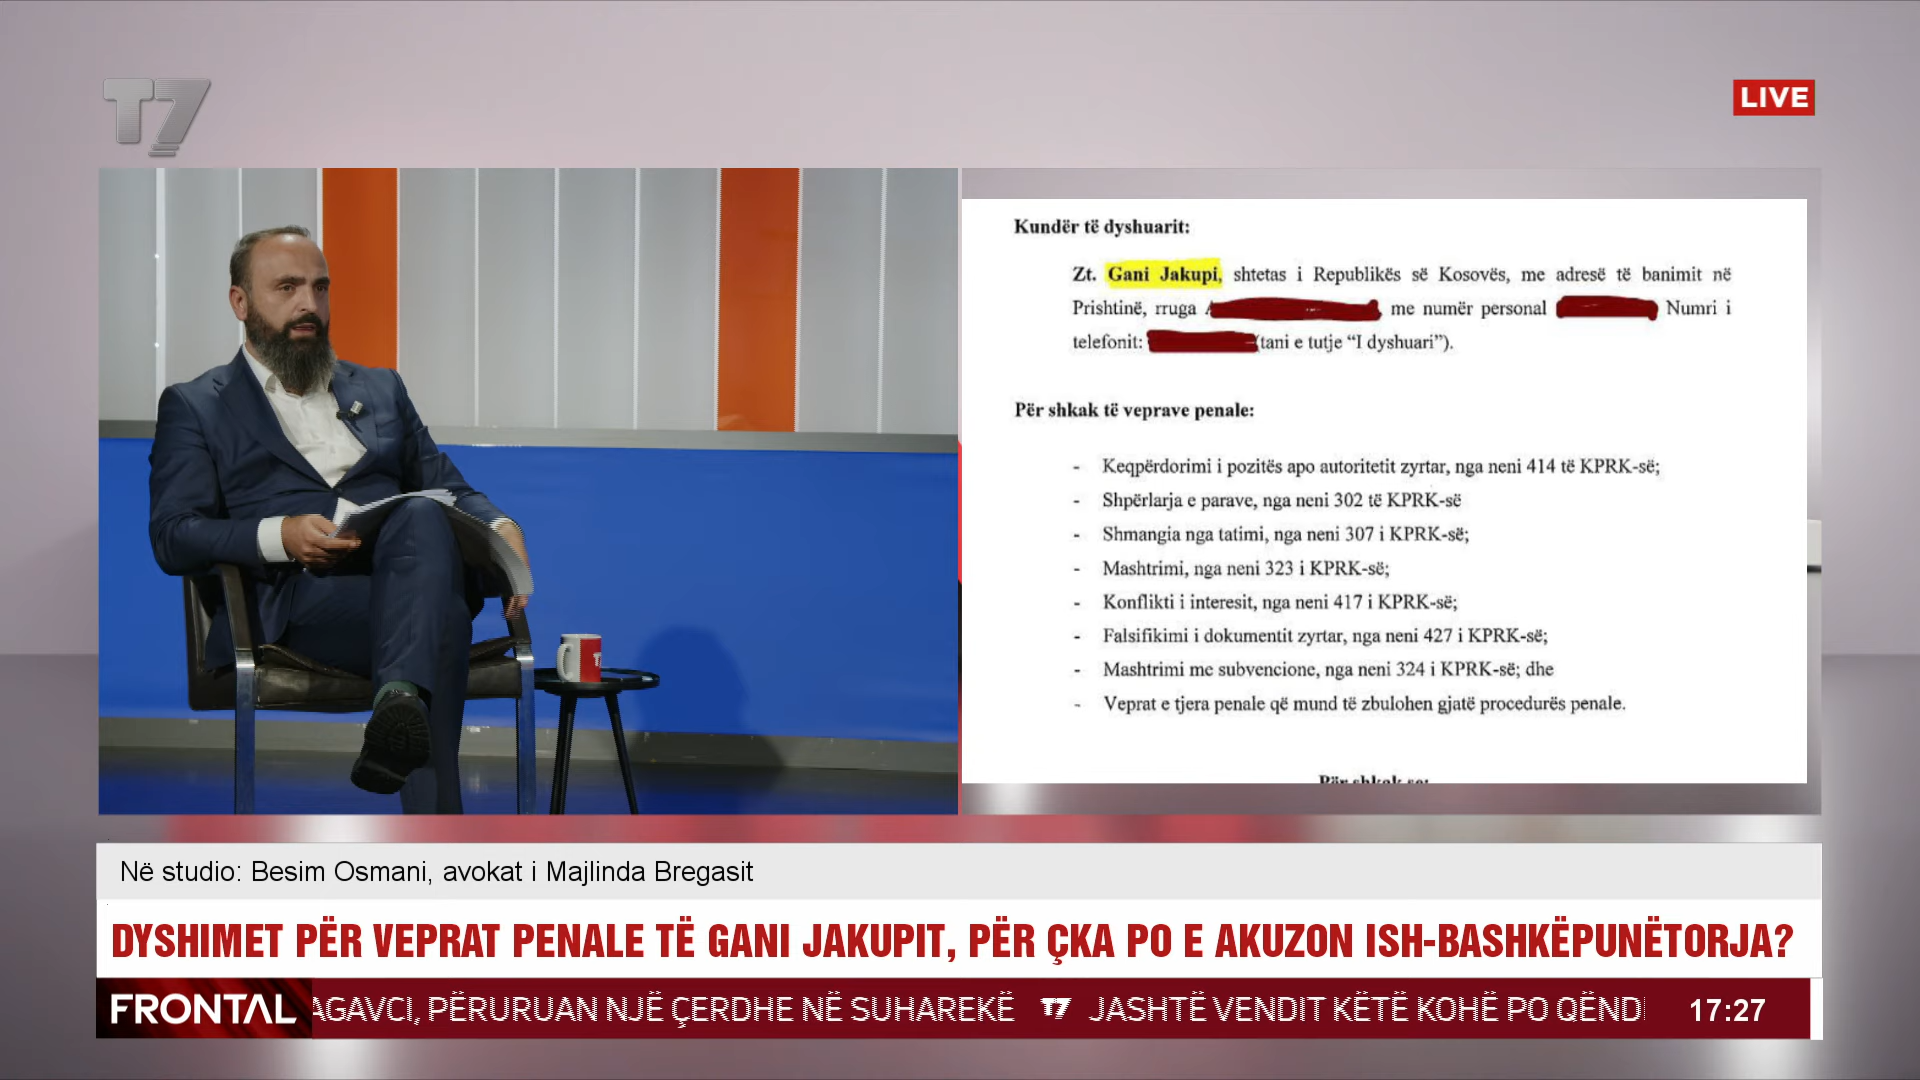 T7
LIVE
Kundër të dyshuarit:
Zt. Gani Jakupi, shtetas i Republikës së Kosovës, me adresë të banimit në
Prishtinë, rruga me numër personal Numri i
telefonit: (tani e tutje “I dyshuari”).
Për shkak të veprave penale:
- Keqpërdorimi i pozitës apo autoritetit zyrtar, nga neni 414 të KPRK-së;
- Shpërlarja e parave, nga neni 302 të KPRK-së
- Shmangia nga tatimi, nga neni 307 i KPRK-së;
- Mashtrimi, nga neni 323 i KPRK-së;
- Konflikti i interesit, nga neni 417 i KPRK-së;
- Falsifikimi i dokumentit zyrtar, nga neni 427 i KPRK-së;
- Mashtrimi me subvencione, nga neni 324 i KPRK-së; dhe
- Veprat e tjera penale që mund të zbulohen gjatë procedurës penale.
Për shkak se:
Në studio: Besim Osmani, avokat i Majlinda Bregasit
DYSHIMET PËR VEPRAT PENALE TË GANI JAKUPIT, PËR ÇKA PO E AKUZON ISH-BASHKËPUNËTORJA?
FRONTAL AGAVCI, PËRURUAN NJË ÇERDHE NË SUHAREKË T7 JASHTË VENDIT KËTË KOHË PO QËND 17:27